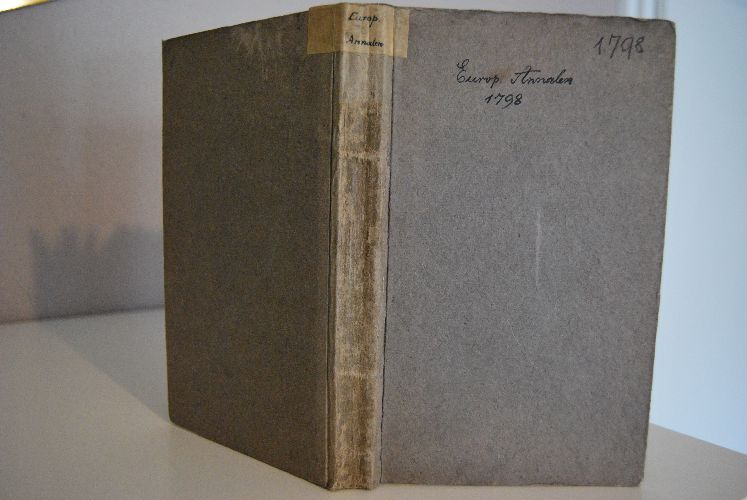 Europ.
Annalen
1798
Europ. Annalen
1798